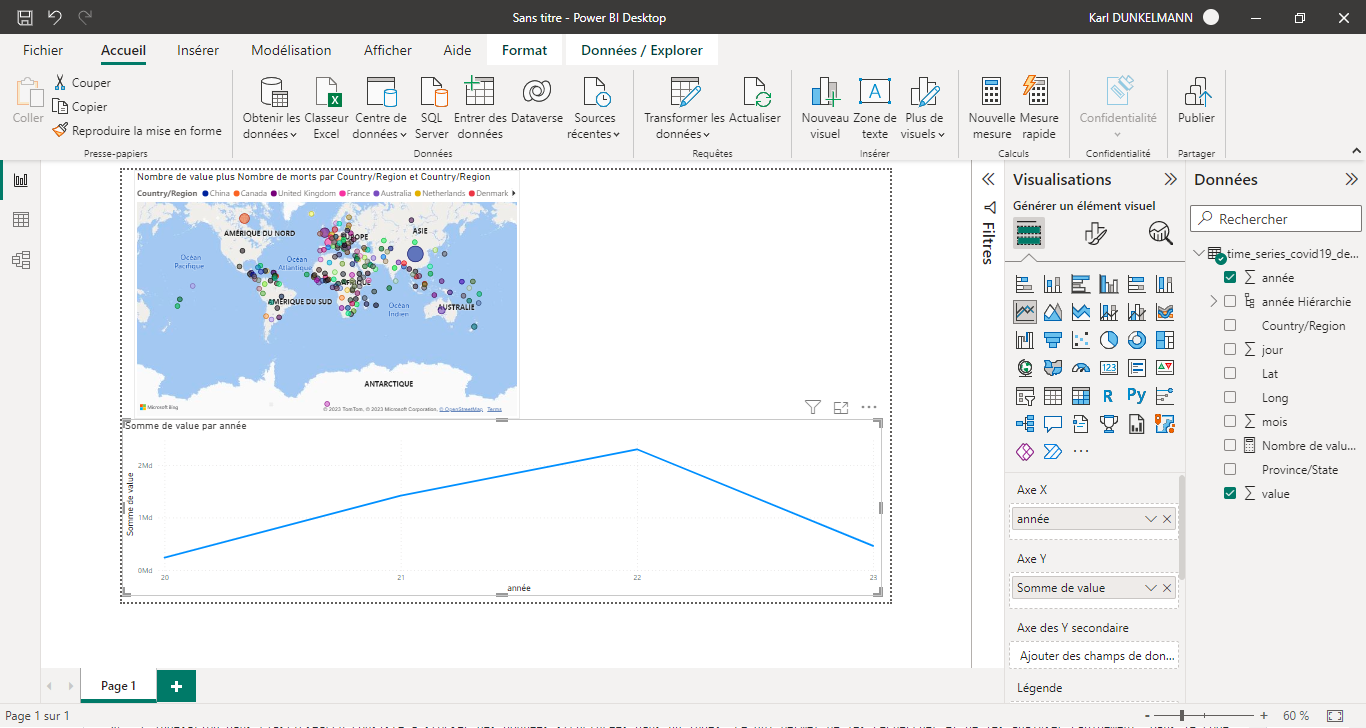 Sans titre - Power BI Desktop
Karl DUNKELMANN
Fichier Accueil Insérer Modélisation Afficher Aide Format Données / Explorer
Coller
Couper
Copier
Reproduire la mise en forme
Presse-papiers
Obtenir les données
Classeur Excel
Centre de données
SQL Server
Entrer des données
Dataverse
Sources récentes
Données
Transformer les données
Actualiser
Requêtes
Nouveau visuel
Zone de texte
Plus de visuels
Insérer
Nouvelle mesure
Mesure rapide
Calculs
Confidentialité
Confidentialité
Publier
Partager
Nombre de value plus Nombre de morts par Country/Region et Country/Region
Country/Region China Canada United Kingdom France Australia Netherlands Denmark
AMÉRIQUE DU NORD
EUROPE
ASIE
Océan Pacifique
Océan Atlantique
AFRIQUE
AMÉRIQUE DU SUD
Océan Indien
AUSTRALIE
ANTARCTIQUE
Microsoft Bing
© 2023 TomTom, © 2023 Microsoft Corporation, © OpenStreetMap Terms
Somme de value par année
Somme de value
2Md
1Md
0Md
20 21 22 23
année
Filtres
Visualisations
Générer un élément visuel
123
R
Py
Axe X
année
Axe Y
Somme de value
Axe des Y secondaire
Ajouter des champs de don...
Légende
Données
Rechercher
time_series_covid19_de...
année
année Hiérarchie
Country/Region
jour
Lat
Long
mois
Nombre de valu...
Province/State
value
Page 1
Page 1 sur 1
- + 60 %